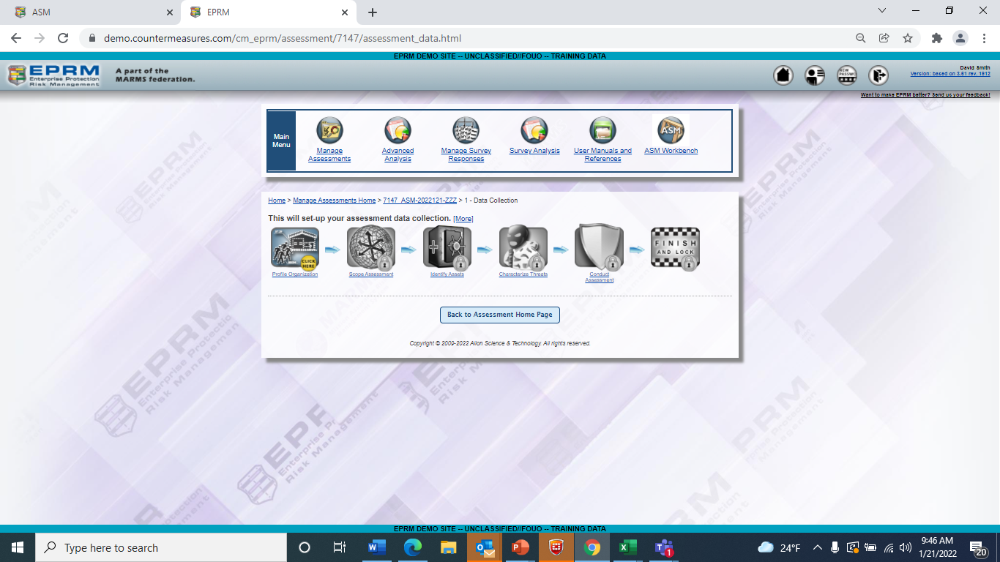 ASM
EPRM
demo.countermeasures.com/cm_eprm/assessment/7147/assessment_data.html
EPRM DEMO SITE -- UNCLASSIFIED//FOUO -- TRAINING DATA
EPRM
Enterprise Protection
Risk Management
A part of the
MARMS federation.
NEW
PASSWO
David Smith
Version: based on 3.61 rev. 1912
Want to make EPRM better? Send us your feedback!
Main
Menu
Manage
Assessments
Advanced
Analysis
Manage Survey
Responses
Survey Analysis
User Manuals and
References
ASM
ASM Workbench
Home > Manage Assessments Home > 7147_ASM-2022121-ZZZ > 1 - Data Collection
This will set-up your assessment data collection. [More]
CLICK
HERE
FINISH
AND LOCK
Profile Organization
Scope Assessment
Identify Assets
Characterize Threats
Conduct
Assessment
Back to Assessment Home Page
Copyright © 2009-2022 Alion Science & Technology. All rights reserved.
EPRM
Enterprise Protection
Risk Management
EPRM DEMO SITE -- UNCLASSIFIED//FOUO -- TRAINING DATA
Type here to search
24°F
9:46 AM
1/21/2022
20
1